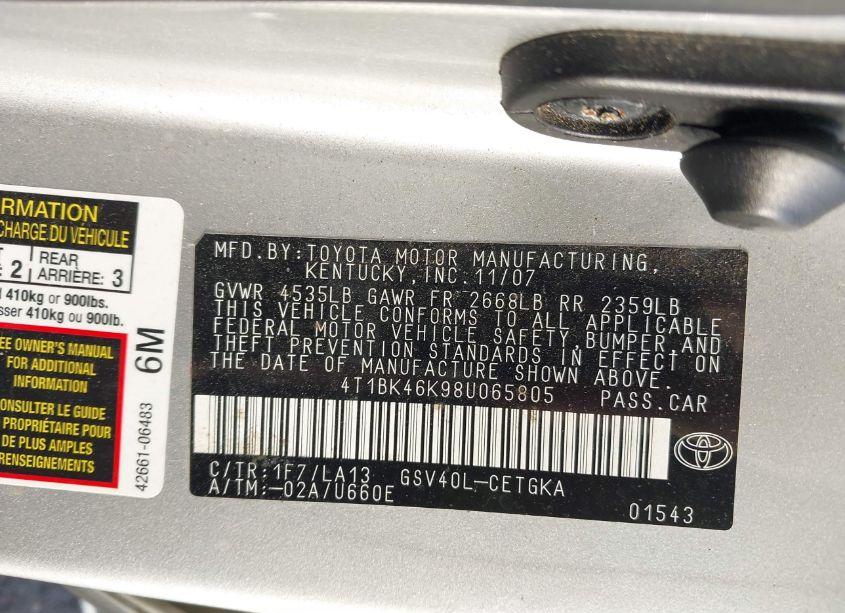 RMATION
CHARGE DU VÉHICULE
2 REAR ARRIÈRE: 3
410kg or 900lbs.
sser 410kg ou 900lb.
EE OWNER'S MANUAL
FOR ADDITIONAL
INFORMATION
ONSULTER LE GUIDE
PROPRIÉTAIRE POUR
DE PLUS AMPLES
RENSEIGNEMENTS
6M
42661-06483
MFD.BY:TOYOTA MOTOR MANUFACTURING,
KENTUCKY,INC.11/07
GVWR 4535LB GAWR FR 2668LB RR 2359LB
THIS VEHICLE CONFORMS TO ALL APPLICABLE
FEDERAL MOTOR VEHICLE SAFETY,BUMPER,AND
THEFT PREVENTION STANDARDS IN EFFECT ON
THE DATE OF MANUFACTURE SHOWN ABOVE.
4T1BK46K98U065805 PASS.CAR
C/TR:1F7/LA13 GSV40L-CETGKA
A/TM:-02A/U660E
01543